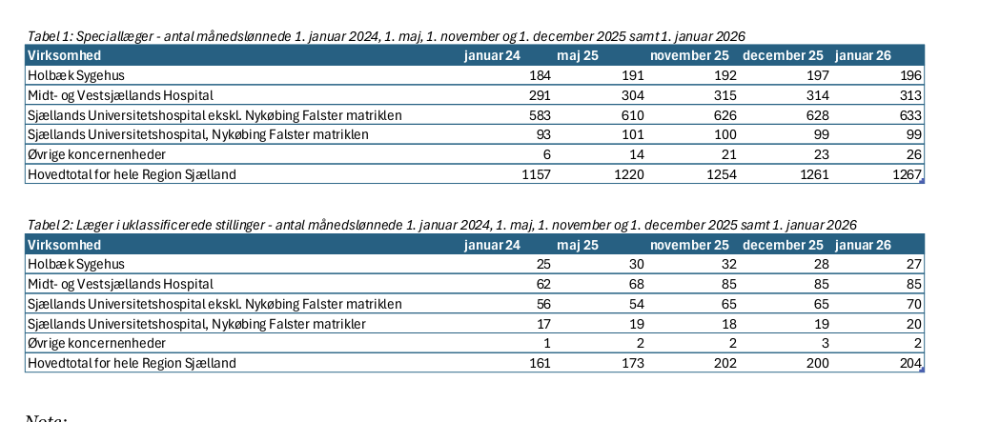 Tabel 1: Speciallæger - antal månedslønnede 1. januar 2024, 1. maj, 1. november og 1. december 2025 samt 1. januar 2026
Virksomhed januar 24 maj 25 november 25 december 25 januar 26
Holbæk Sygehus 184 191 192 197 196
Midt- og Vestsjællands Hospital 291 304 315 314 313
Sjællands Universitetshospital ekskl. Nykøbing Falster matriklen 583 610 626 628 633
Sjællands Universitetshospital, Nykøbing Falster matriklen 93 101 100 99 99
Øvrige koncernenheder 6 14 21 23 26
Hovedtotal for hele Region Sjælland 1157 1220 1254 1261 1267
Tabel 2: Læger i uklassificerede stillinger - antal månedslønnede 1. januar 2024, 1. maj, 1. november og 1. december 2025 samt 1. januar 2026
Virksomhed januar 24 maj 25 november 25 december 25 januar 26
Holbæk Sygehus 25 30 32 28 27
Midt- og Vestsjællands Hospital 62 68 85 85 85
Sjællands Universitetshospital ekskl. Nykøbing Falster matriklen 56 54 65 65 70
Sjællands Universitetshospital, Nykøbing Falster matrikler 17 19 18 19 20
Øvrige koncernenheder 1 2 2 3 2
Hovedtotal for hele Region Sjælland 161 173 202 200 204
Note: